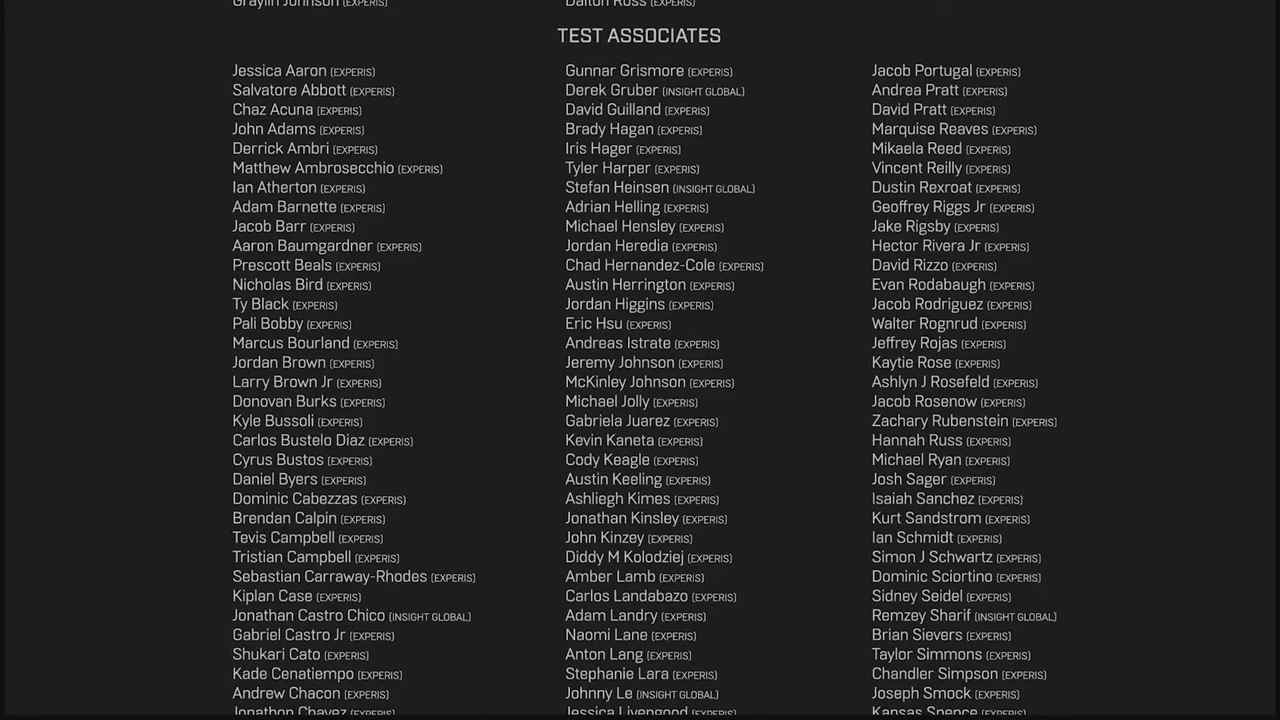 Graylin Johnson (EXPERIS)
Dalton Ross (EXPERIS)
TEST ASSOCIATES
Jessica Aaron (EXPERIS)
Salvatore Abbott (EXPERIS)
Chaz Acuna (EXPERIS)
John Adams (EXPERIS)
Derrick Ambri (EXPERIS)
Matthew Ambrosecchio (EXPERIS)
Ian Atherton (EXPERIS)
Adam Barnette (EXPERIS)
Jacob Barr (EXPERIS)
Aaron Baumgardner (EXPERIS)
Prescott Beals (EXPERIS)
Nicholas Bird (EXPERIS)
Ty Black (EXPERIS)
Pali Bobby (EXPERIS)
Marcus Bourland (EXPERIS)
Jordan Brown (EXPERIS)
Larry Brown Jr (EXPERIS)
Donovan Burks (EXPERIS)
Kyle Bussoli (EXPERIS)
Carlos Bustelo Diaz (EXPERIS)
Cyrus Bustos (EXPERIS)
Daniel Byers (EXPERIS)
Dominic Cabezzas (EXPERIS)
Brendan Calpin (EXPERIS)
Tevis Campbell (EXPERIS)
Tristian Campbell (EXPERIS)
Sebastian Carraway-Rhodes (EXPERIS)
Kiplan Case (EXPERIS)
Jonathan Castro Chico (INSIGHT GLOBAL)
Gabriel Castro Jr (EXPERIS)
Shukari Cato (EXPERIS)
Kade Cenatiempo (EXPERIS)
Andrew Chacon (EXPERIS)
Jonathon Chavez (EXPERIS)
Gunnar Grismore (EXPERIS)
Derek Gruber (INSIGHT GLOBAL)
David Guilland (EXPERIS)
Brady Hagan (EXPERIS)
Iris Hager (EXPERIS)
Tyler Harper (EXPERIS)
Stefan Heinsen (INSIGHT GLOBAL)
Adrian Helling (EXPERIS)
Michael Hensley (EXPERIS)
Jordan Heredia (EXPERIS)
Chad Hernandez-Cole (EXPERIS)
Austin Herrington (EXPERIS)
Jordan Higgins (EXPERIS)
Eric Hsu (EXPERIS)
Andreas Istrate (EXPERIS)
Jeremy Johnson (EXPERIS)
McKinley Johnson (EXPERIS)
Michael Jolly (EXPERIS)
Gabriela Juarez (EXPERIS)
Kevin Kaneta (EXPERIS)
Cody Keagle (EXPERIS)
Austin Keeling (EXPERIS)
Ashliegh Kimes (EXPERIS)
Jonathan Kinsley (EXPERIS)
John Kinzey (EXPERIS)
Diddy M Kolodziej (EXPERIS)
Amber Lamb (EXPERIS)
Carlos Landabazo (EXPERIS)
Adam Landry (EXPERIS)
Naomi Lane (EXPERIS)
Anton Lang (EXPERIS)
Stephanie Lara (EXPERIS)
Johnny Le (INSIGHT GLOBAL)
Jessica Livengood (EXPERIS)
Jacob Portugal (EXPERIS)
Andrea Pratt (EXPERIS)
David Pratt (EXPERIS)
Marquise Reaves (EXPERIS)
Mikaela Reed (EXPERIS)
Vincent Reilly (EXPERIS)
Dustin Rexroat (EXPERIS)
Geoffrey Riggs Jr (EXPERIS)
Jake Rigsby (EXPERIS)
Hector Rivera Jr (EXPERIS)
David Rizzo (EXPERIS)
Evan Rodabaugh (EXPERIS)
Jacob Rodriguez (EXPERIS)
Walter Rognrud (EXPERIS)
Jeffrey Rojas (EXPERIS)
Kaytie Rose (EXPERIS)
Ashlyn J Rosefeld (EXPERIS)
Jacob Rosenow (EXPERIS)
Zachary Rubenstein (EXPERIS)
Hannah Russ (EXPERIS)
Michael Ryan (EXPERIS)
Josh Sager (EXPERIS)
Isaiah Sanchez (EXPERIS)
Kurt Sandstrom (EXPERIS)
Ian Schmidt (EXPERIS)
Simon J Schwartz (EXPERIS)
Dominic Sciortino (EXPERIS)
Sidney Seidel (EXPERIS)
Remzey Sharif (INSIGHT GLOBAL)
Brian Sievers (EXPERIS)
Taylor Simmons (EXPERIS)
Chandler Simpson (EXPERIS)
Joseph Smock (EXPERIS)
Kansas Spence (EXPERIS)